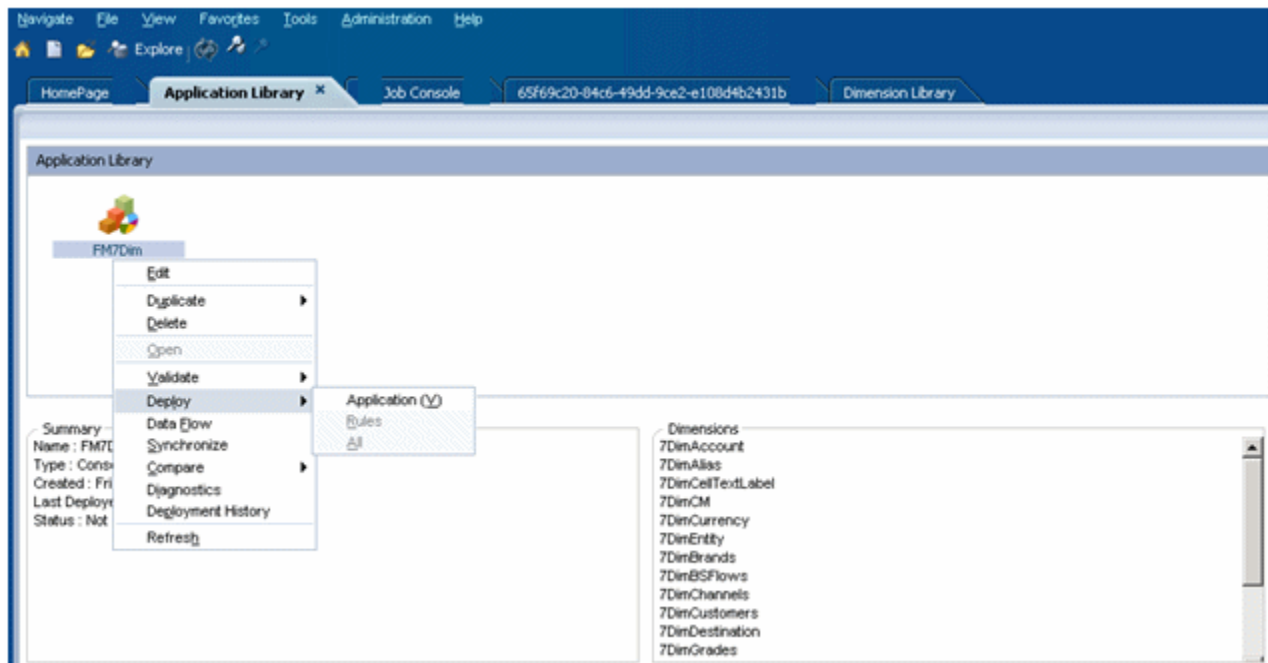 Navigate File View Favorites Tools Administration Help
Explore
HomePage Application Library × Job Console 65f69c20-84c6-49dd-9ce2-e108d4b2431b Dimension Library
Application Library
FM7Dim
Edit
Duplicate
Delete
Open
Validate
Deploy
Data Flow
Synchronize
Compare
Diagnostics
Deployment History
Refresh
Application (V)
Rules
All
Summary
Name : FM7D
Type : Cons
Created : Fri
Last Deploye
Status : Not
Dimensions
7DimAccount
7DimAlias
7DimCellTextLabel
7DimCM
7DimCurrency
7DimEntity
7DimBrands
7DimBSFlows
7DimChannels
7DimCustomers
7DimDestination
7DimGrades